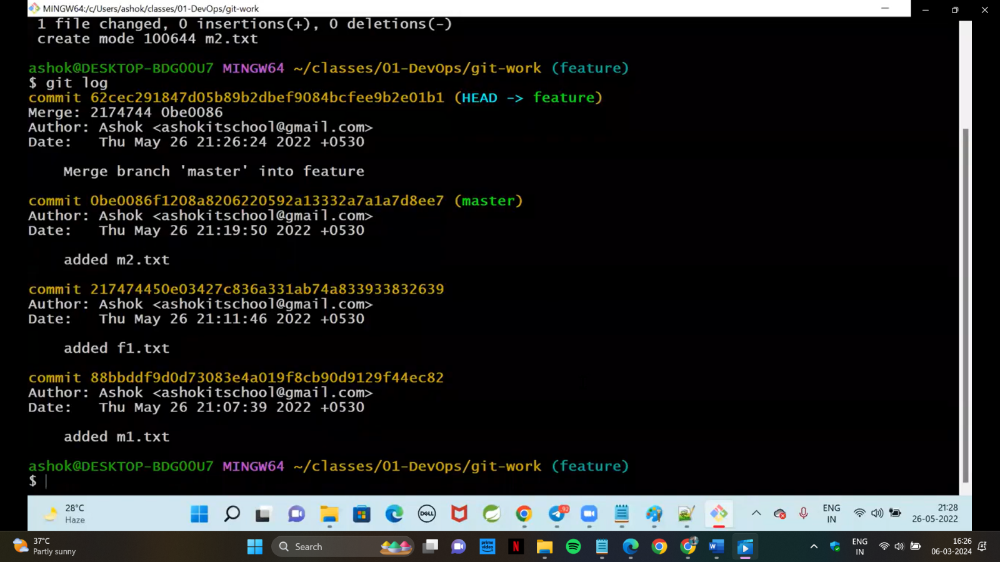 MINGW64:/c/Users/ashok/classes/01-DevOps/git-work
1 file changed, 0 insertions(+), 0 deletions(-)
create mode 100644 m2.txt
ashok@DESKTOP-BDG00U7 MINGW64 ~/classes/01-DevOps/git-work (feature)
$ git log
commit 62cec291847d05b89b2dbef9084bcfee9b2e01b1 (HEAD -> feature)
Merge: 2174744 0be0086
Author: Ashok <ashokitschool@gmail.com>
Date:   Thu May 26 21:26:24 2022 +0530
Merge branch 'master' into feature
commit 0be0086f1208a8206220592a13332a7a1a7d8ee7 (master)
Author: Ashok <ashokitschool@gmail.com>
Date:   Thu May 26 21:19:50 2022 +0530
added m2.txt
commit 217474450e03427c836a331ab74a833933832639
Author: Ashok <ashokitschool@gmail.com>
Date:   Thu May 26 21:11:46 2022 +0530
added f1.txt
commit 88bbddf9d0d73083e4a019f8cb90d9129f44ec82
Author: Ashok <ashokitschool@gmail.com>
Date:   Thu May 26 21:07:39 2022 +0530
added m1.txt
ashok@DESKTOP-BDG00U7 MINGW64 ~/classes/01-DevOps/git-work (feature)
$
28°C
Haze
DELL
92
ENG
IN
21:28
26-05-2022
37°C
Partly sunny
Search
prime video
N
W
ENG
IN
16:26
06-03-2024